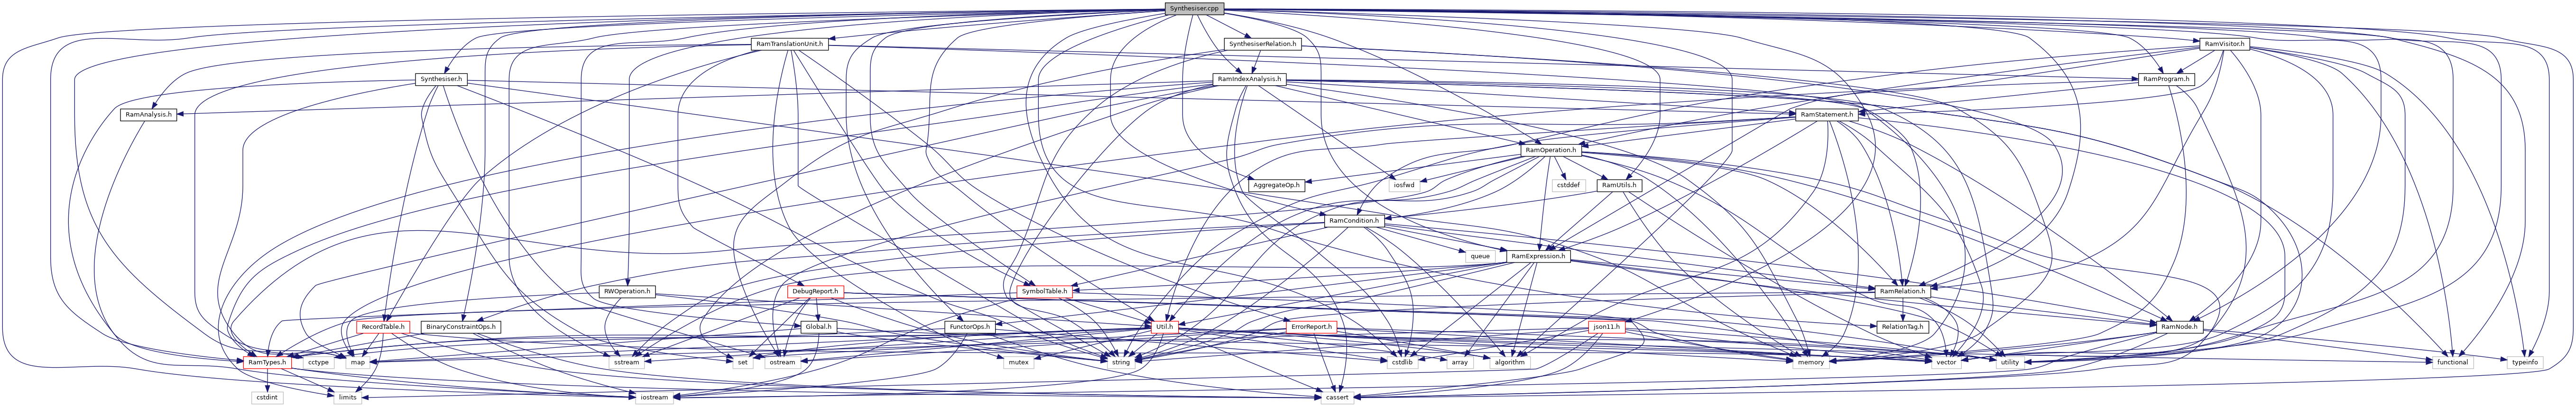 Synthesiser.cpp
RamTranslationUnit.h
SynthesiserRelation.h
RamVisitor.h
Synthesiser.h
RamIndexAnalysis.h
RamProgram.h
RamAnalysis.h
RamStatement.h
RamOperation.h
AggregateOp.h
iosfwd
cstddef
RamUtils.h
RamCondition.h
queue
RamExpression.h
RWOperation.h
DebugReport.h
SymbolTable.h
RamRelation.h
RecordTable.h
BinaryConstraintOps.h
Global.h
FunctorOps.h
Util.h
ErrorReport.h
json11.h
RelationTag.h
RamNode.h
RamTypes.h
cctype
map
sstream
set
ostream
mutex
string
cstdlib
array
algorithm
memory
vector
utility
functional
typeinfo
cstdint
limits
iostream
cassert